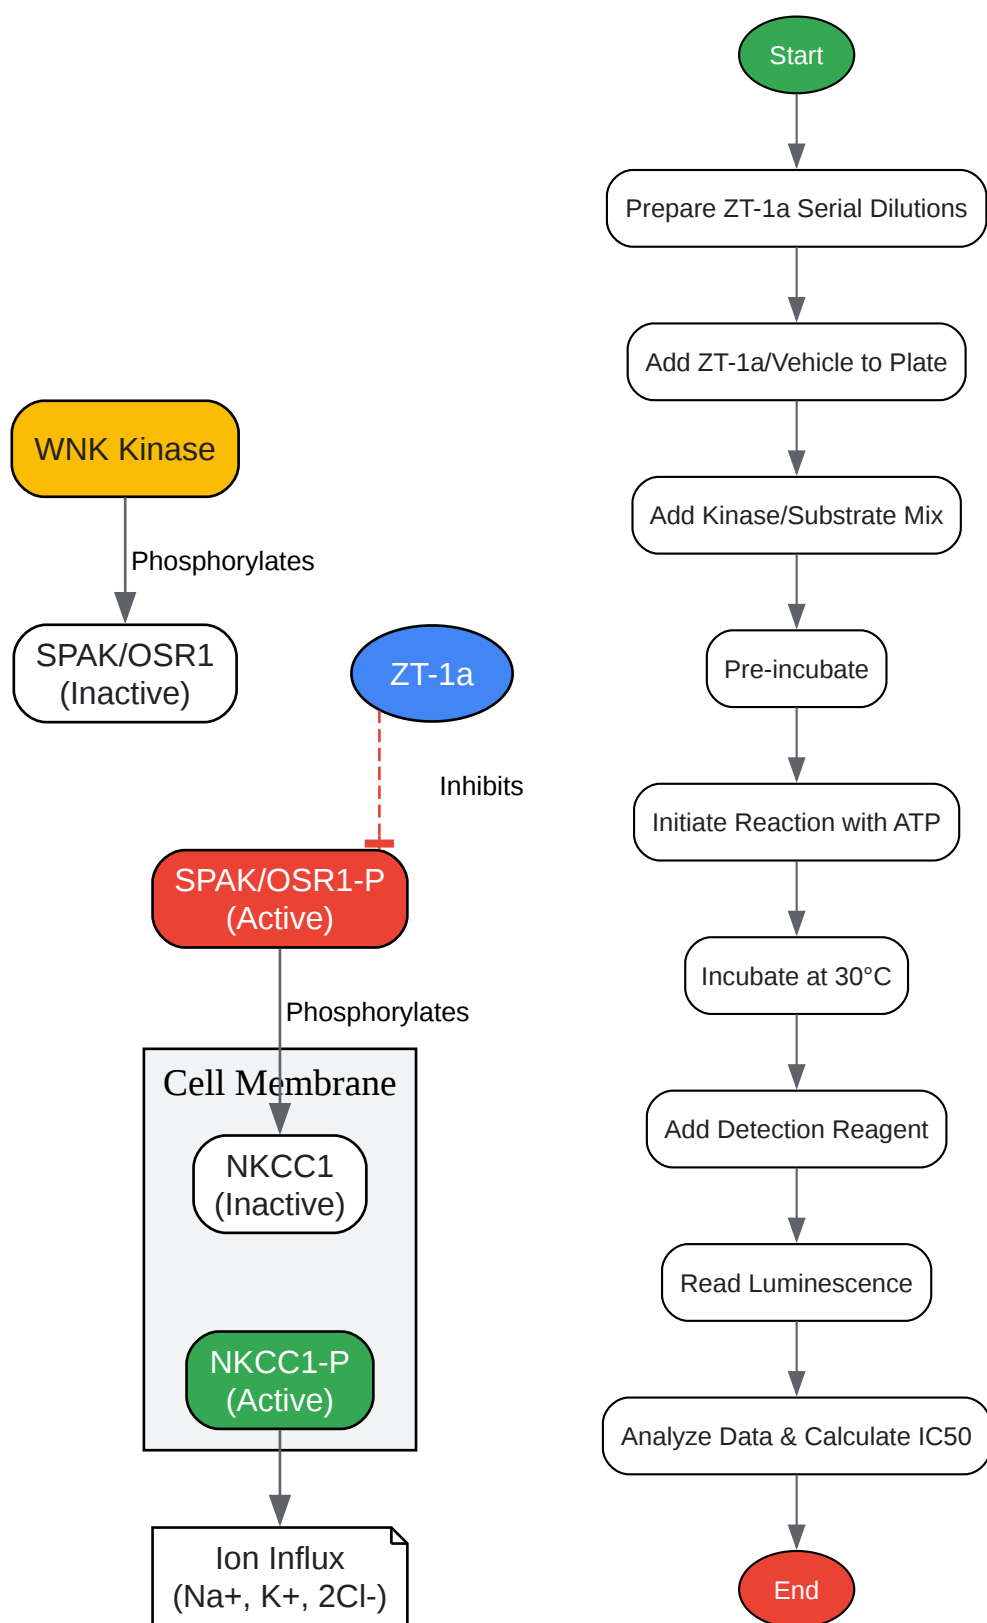 WNK Kinase
Phosphorylates
SPAK/OSR1
(Inactive)
ZT-1a
Inhibits
SPAK/OSR1-P
(Active)
Phosphorylates
Cell Membrane
NKCC1
(Inactive)
NKCC1-P
(Active)
Ion Influx
(Na+, K+, 2Cl-)
Start
Prepare ZT-1a Serial Dilutions
Add ZT-1a/Vehicle to Plate
Add Kinase/Substrate Mix
Pre-incubate
Initiate Reaction with ATP
Incubate at 30°C
Add Detection Reagent
Read Luminescence
Analyze Data & Calculate IC50
End